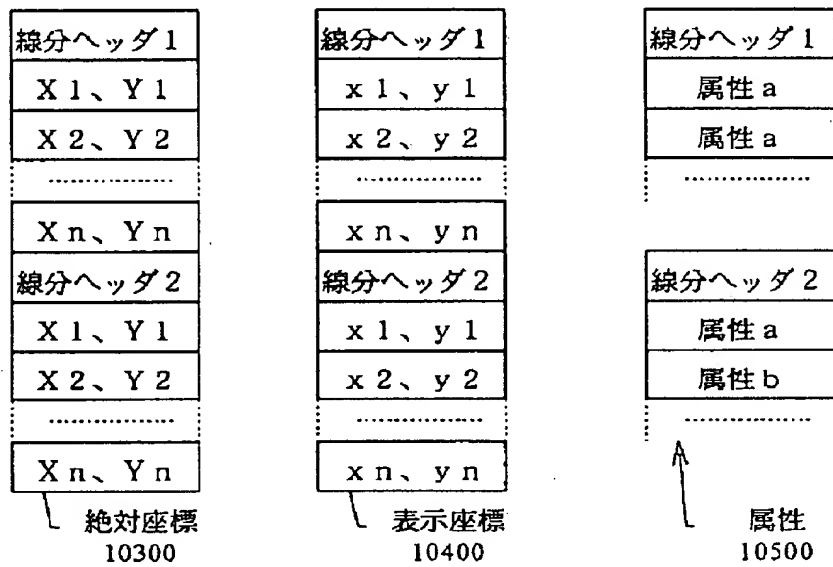 線分ヘッダ1
X1、Y1
X2、Y2
Xn、Yn
線分ヘッダ2
X1、Y1
X2、Y2
Xn、Yn
絶対座標
10300
線分ヘッダ1
x1、y1
x2、y2
xn、yn
線分ヘッダ2
x1、y1
x2、y2
xn、yn
表示座標
10400
線分ヘッダ1
属性a
属性a
線分ヘッダ2
属性a
属性b
属性
10500